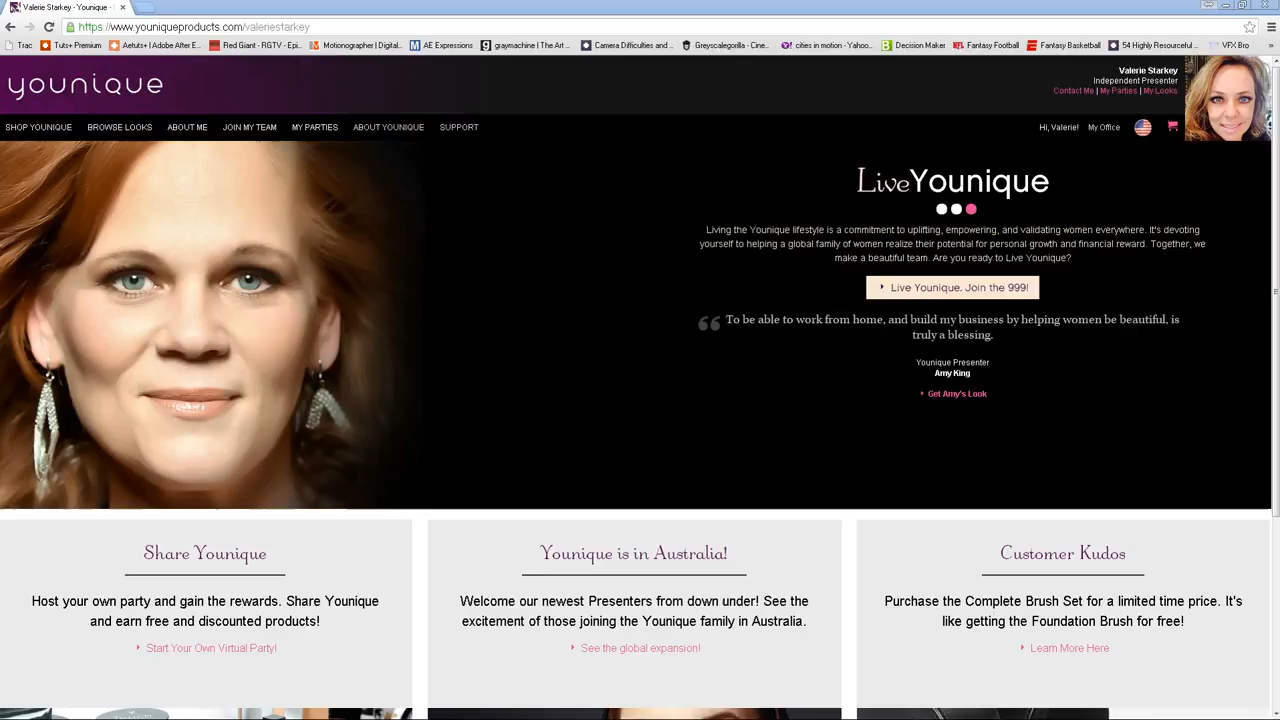 Valerie Starkey - Younique -
https://www.youniqueproducts.com/valeriestarkey
Trac
Tuts+ Premium
Aetuts+ | Adobe After E...
Red Giant - RGTV - Epi...
Motionographer | Digital...
AE Expressions
graymachine | The Art ...
Camera Difficulties and ...
Greyscalegorilla - Cine...
cities in motion - Yahoo...
Decision Maker
Fantasy Football
Fantasy Basketball
54 Highly Resourceful ...
VFX Bro
»
younique
Valerie Starkey
Independent Presenter
Contact Me | My Parties | My Looks
SHOP YOUNIQUE BROWSE LOOKS ABOUT ME JOIN MY TEAM MY PARTIES ABOUT YOUNIQUE SUPPORT
Hi, Valerie! My Office
LiveYounique
Living the Younique lifestyle is a commitment to uplifting, empowering, and validating women everywhere. It's devoting
yourself to helping a global family of women realize their potential for personal growth and financial reward. Together, we
make a beautiful team. Are you ready to Live Younique?
Live Younique. Join the 999!
“ To be able to work from home, and build my business by helping women be beautiful, is
truly a blessing.
Younique Presenter
Amy King
Get Amy's Look
Share Younique
Host your own party and gain the rewards. Share Younique
and earn free and discounted products!
Start Your Own Virtual Party!
Younique is in Australia!
Welcome our newest Presenters from down under! See the
excitement of those joining the Younique family in Australia.
See the global expansion!
Customer Kudos
Purchase the Complete Brush Set for a limited time price. It's
like getting the Foundation Brush for free!
Learn More Here